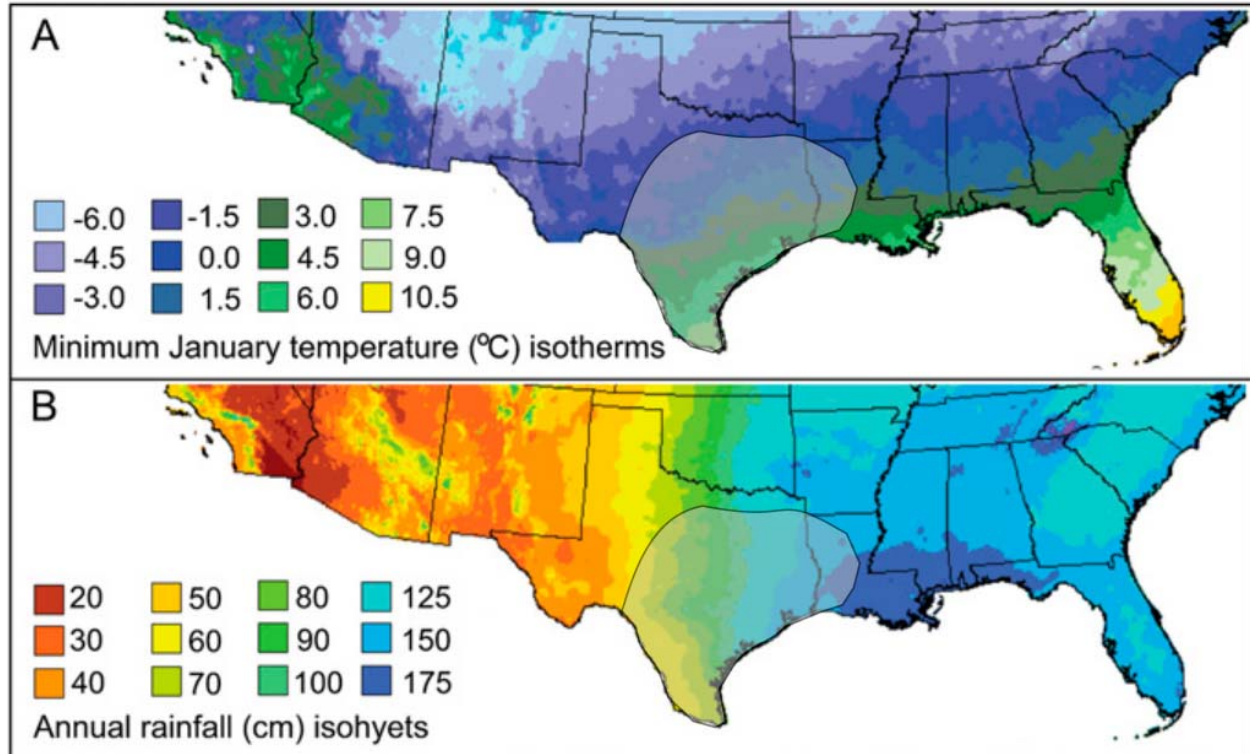 A
-6.0 -1.5 3.0 7.5
-4.5 0.0 4.5 9.0
-3.0 1.5 6.0 10.5
Minimum January temperature (ºC) isotherms
B
20 50 80 125
30 60 90 150
40 70 100 175
Annual rainfall (cm) isohyets